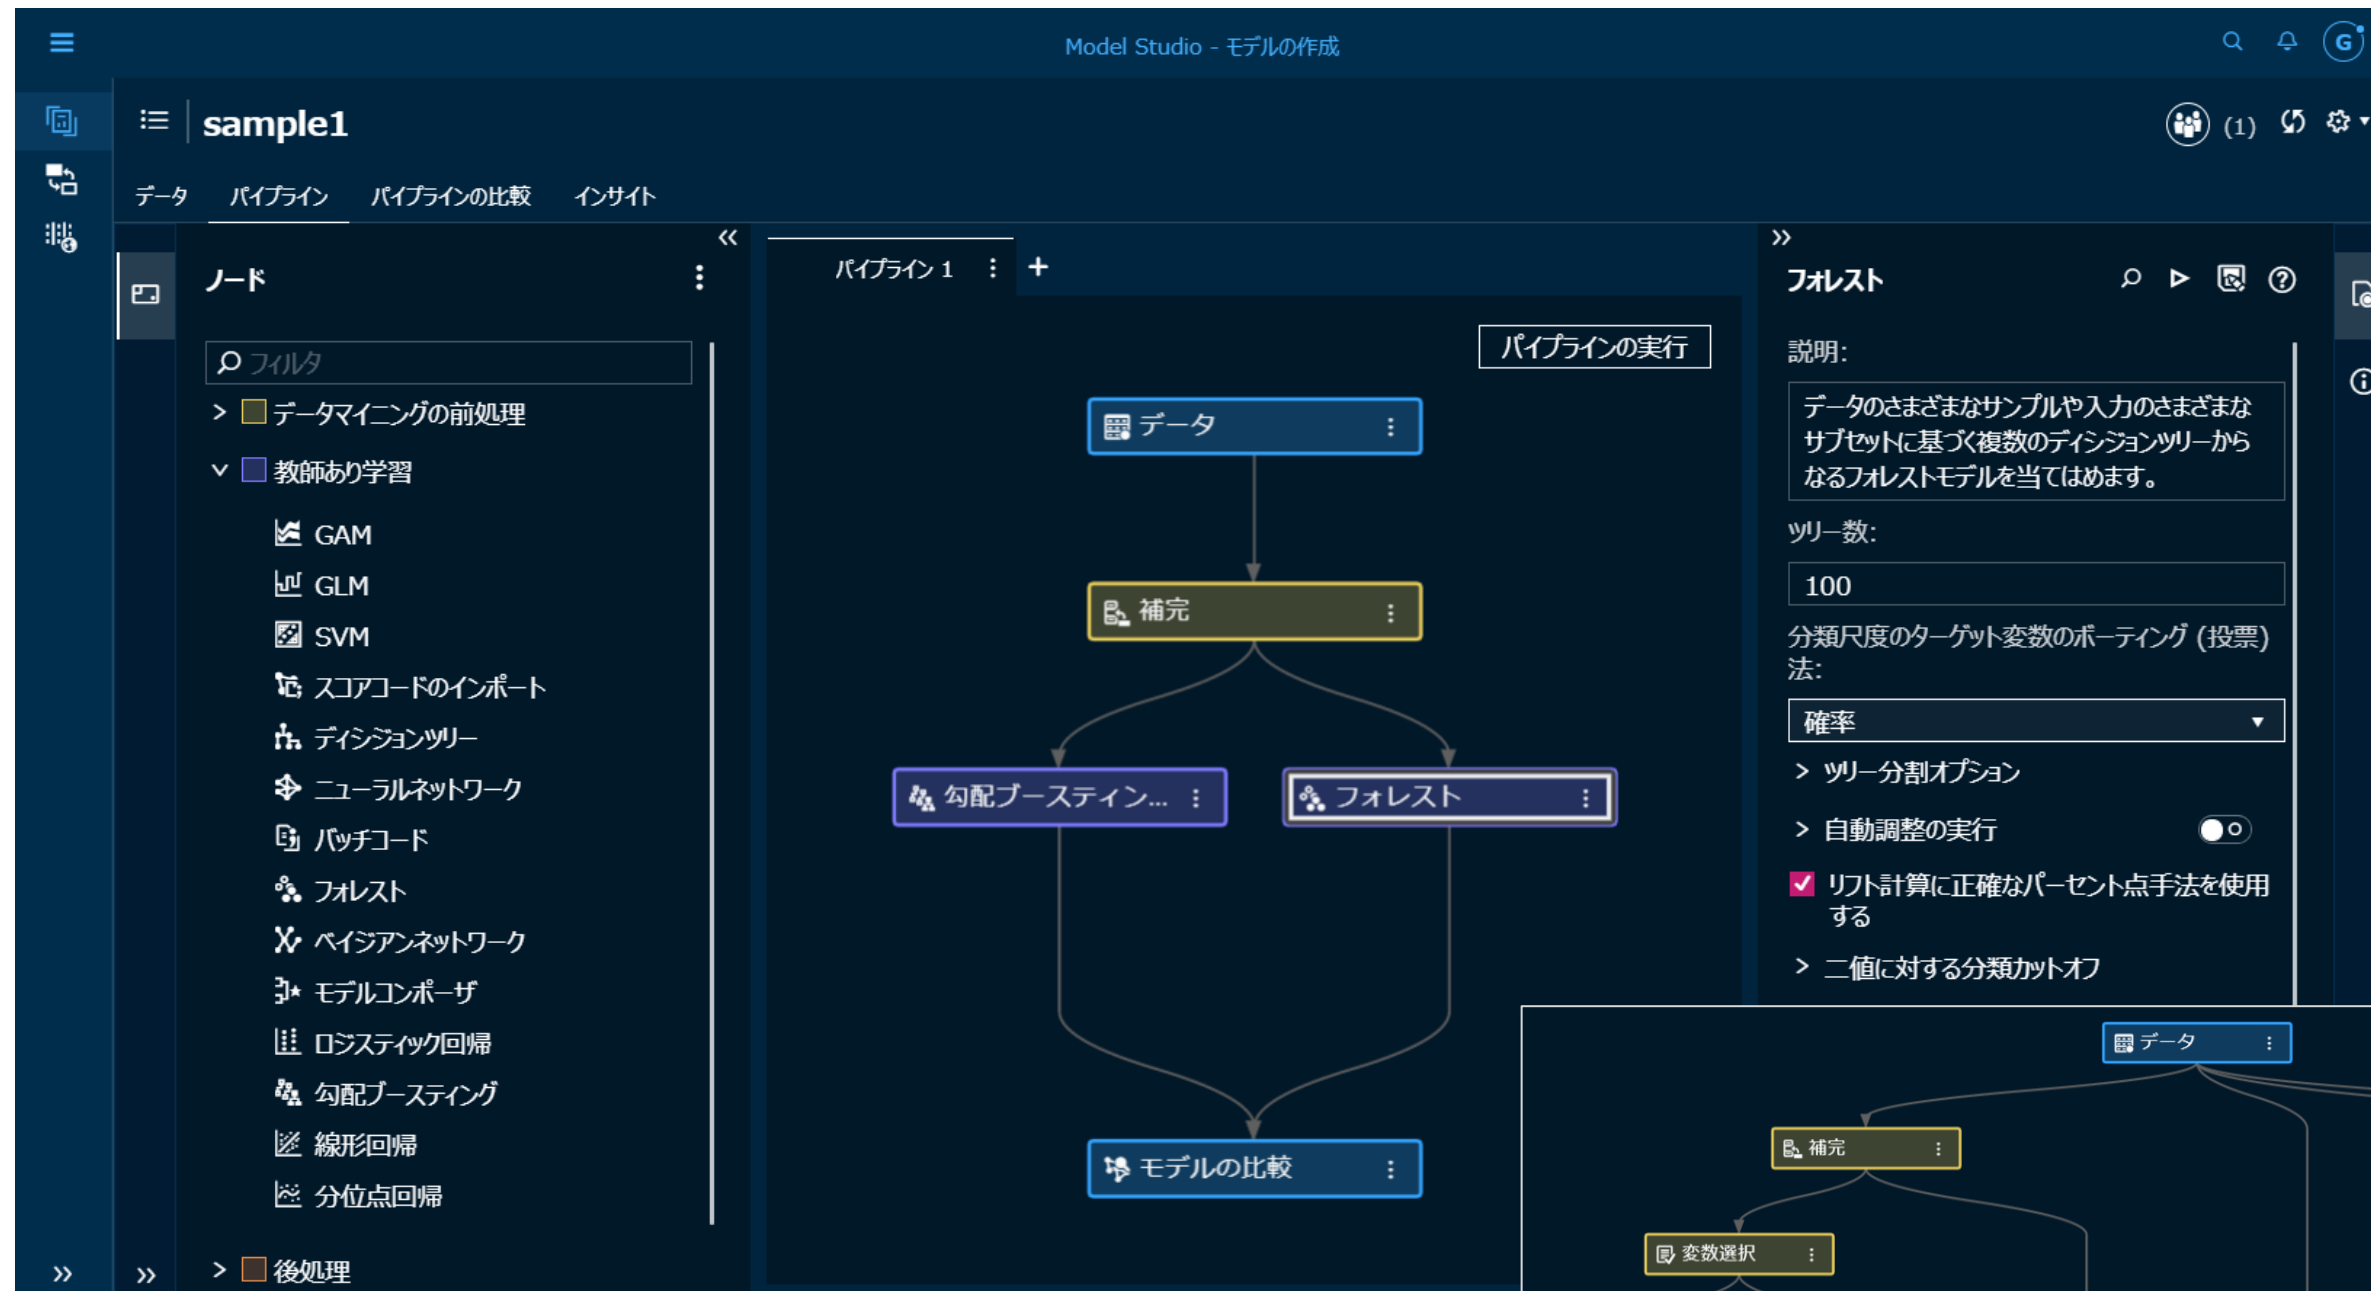 Model Studio - モデルの作成
G
sample1
(1)
データ
パイプライン
パイプラインの比較
インサイト
ノード
フィルタ
データマイニングの前処理
教師あり学習
GAM
GLM
SVM
スコアコードのインポート
ディシジョンツリー
ニューラルネットワーク
バッチコード
フォレスト
ベイジアンネットワーク
モデルコンポーザ
ロジスティック回帰
勾配ブースティング
線形回帰
分位点回帰
後処理
パイプライン 1
パイプラインの実行
データ
補完
勾配ブースティン...
フォレスト
モデルの比較
フォレスト
説明:
データのさまざまなサンプルや入力のさまざまな
サブセットに基づく複数のディシジョンツリーから
なるフォレストモデルを当てはめます。
ツリー数:
100
分類尺度のターゲット変数のボーティング (投票)
法:
確率
ツリー分割オプション
自動調整の実行
リフト計算に正確なパーセント点手法を使用
する
二値に対する分類カットオフ
データ
補完
変数選択